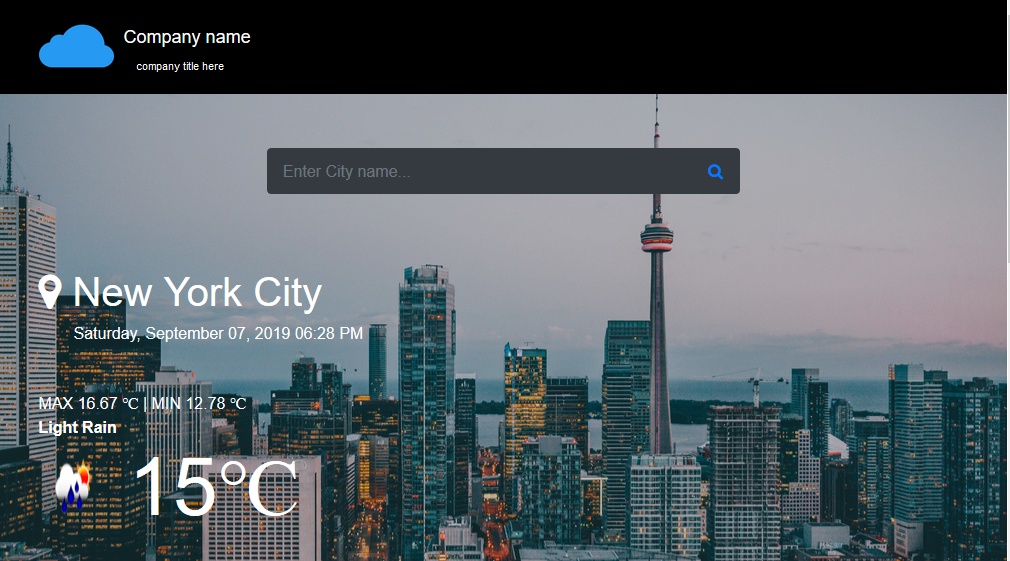 Company name
company title here
Enter City name...
New York City
Saturday, September 07, 2019 06:28 PM
MAX 16.67 ℃ | MIN 12.78 ℃
Light Rain
15℃